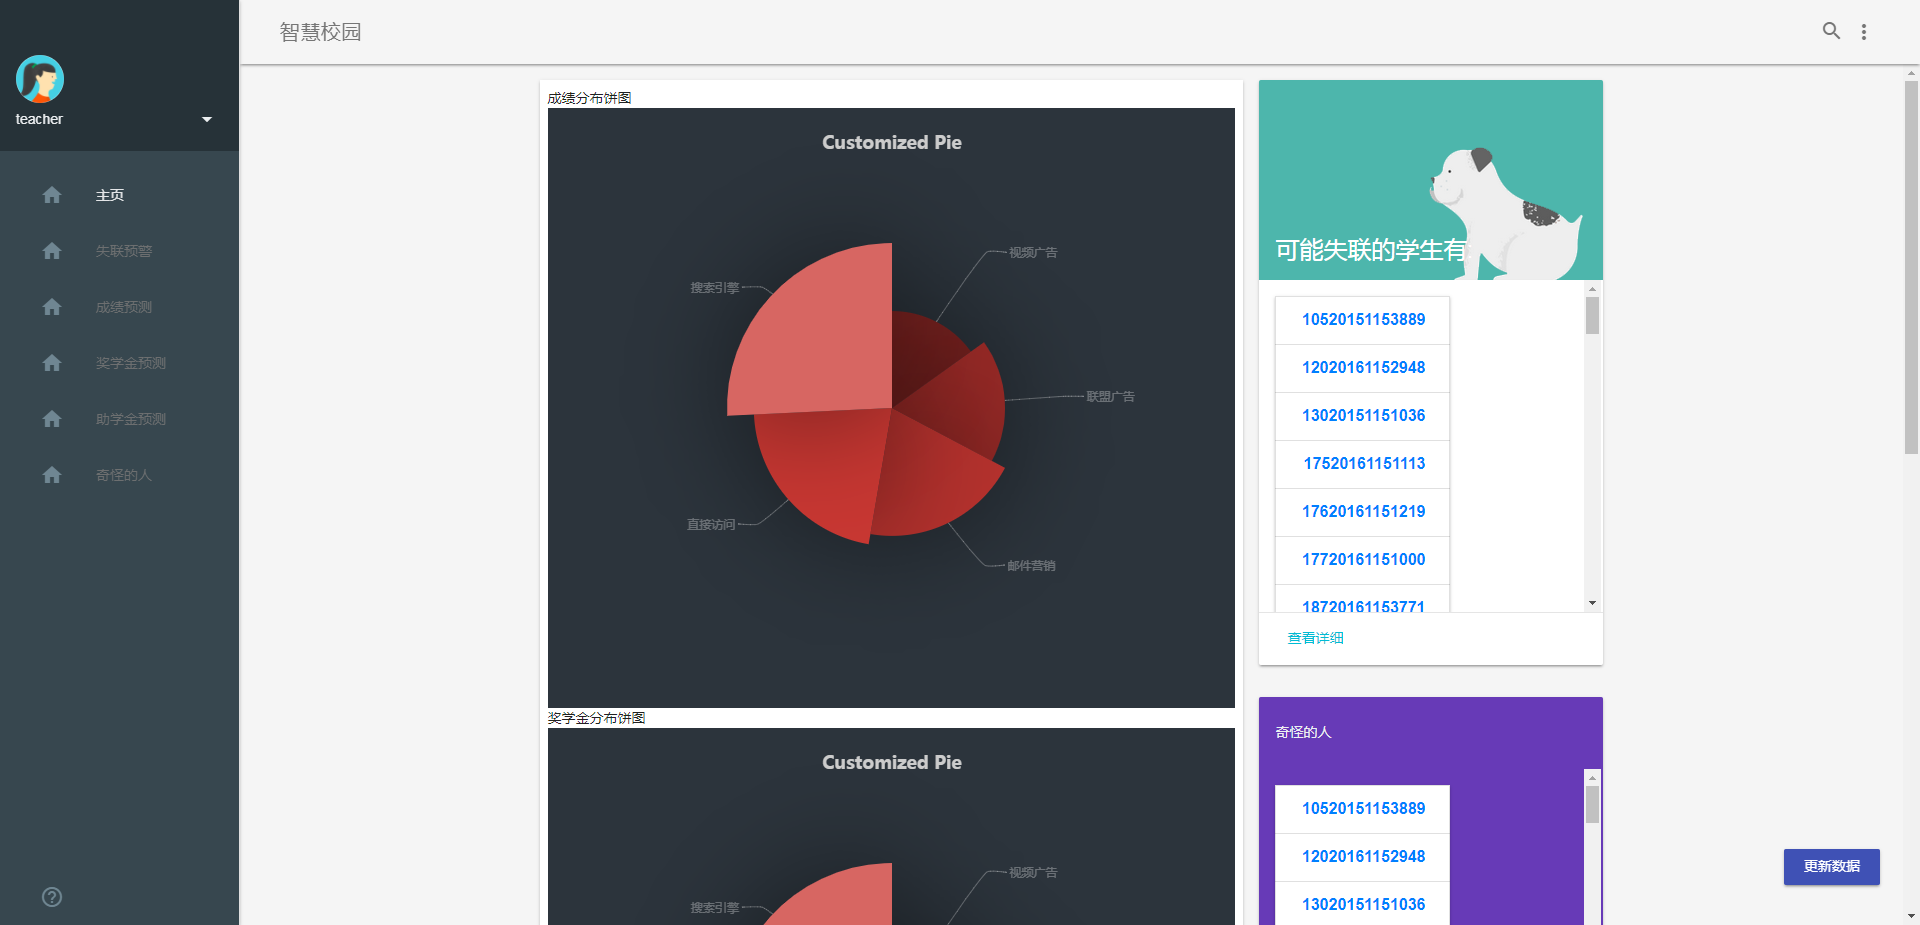 智慧校园
teacher
主页
失联预警
成绩预测
奖学金预测
助学金预测
奇怪的人
成绩分布饼图
Customized Pie
视频广告
搜索引擎
联盟广告
直接访问
邮件营销
奖学金分布饼图
Customized Pie
视频广告
搜索引擎
可能失联的学生有:
10520151153889
12020161152948
13020151151036
17520161151113
17620161151219
17720161151000
18720161153771
查看详细
奇怪的人
10520151153889
12020161152948
13020151151036
更新数据